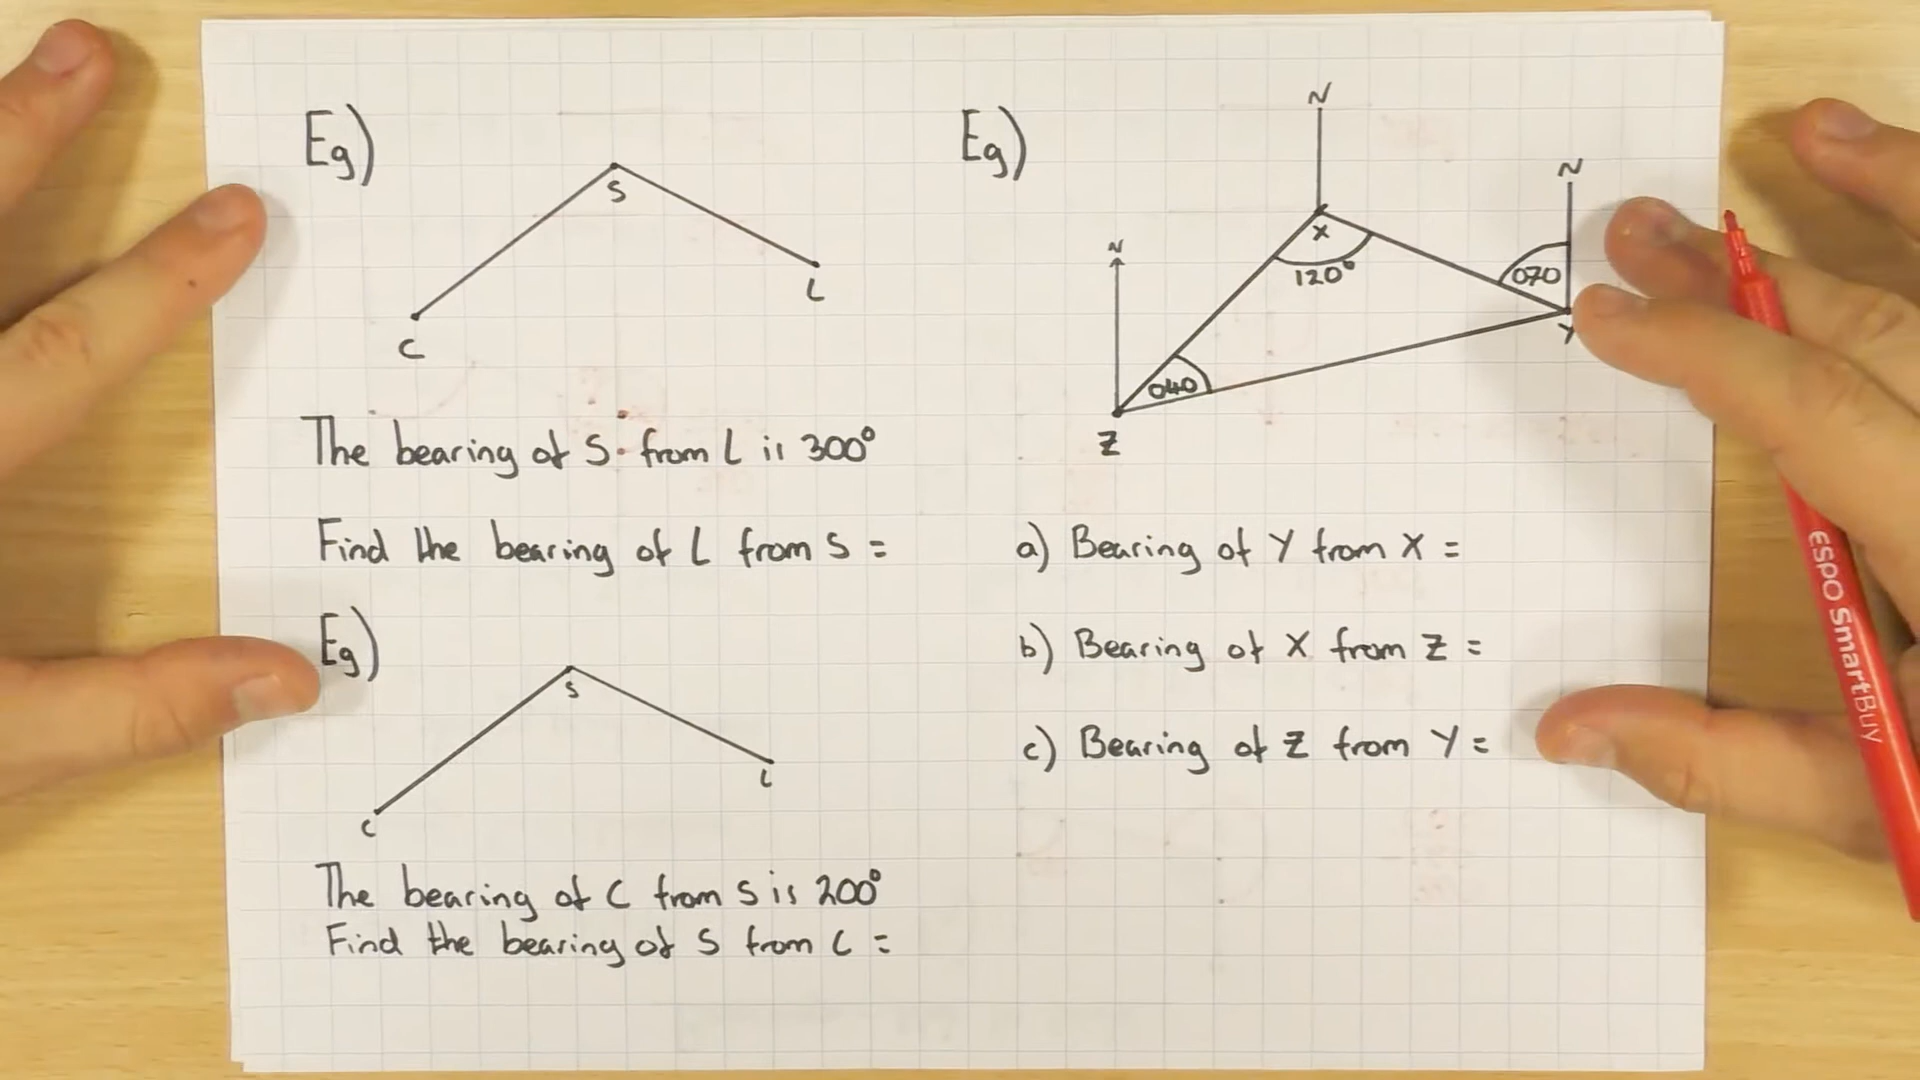 Eg)
S
C
L
The bearing of S from L is 300°
Find the bearing of L from S =
Eg)
S
C
L
The bearing of C from S is 200°
Find the bearing of S from C =
Eg)
N
N
N
X
120°
070
Y
040
Z
a) Bearing of Y from X =
b) Bearing of X from Z =
c) Bearing of Z from Y =
ESPO SmartBuy